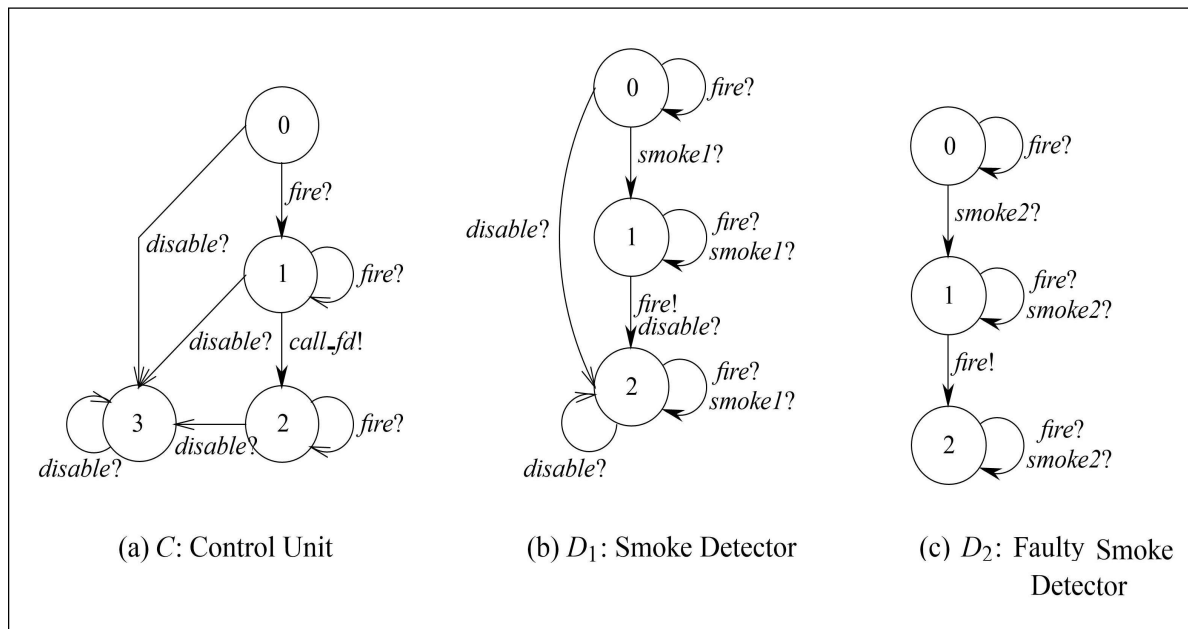 0
fire?
disable?
1
fire?
disable?
call_fd!
3
2
fire?
disable?
disable?
(a) C: Control Unit
0
fire?
smoke1?
disable?
1
fire?
smoke1?
fire!
disable?
2
fire?
smoke1?
disable?
(b) D1: Smoke Detector
0
fire?
smoke2?
1
fire?
smoke2?
fire!
2
fire?
smoke2?
(c) D2: Faulty Smoke
Detector